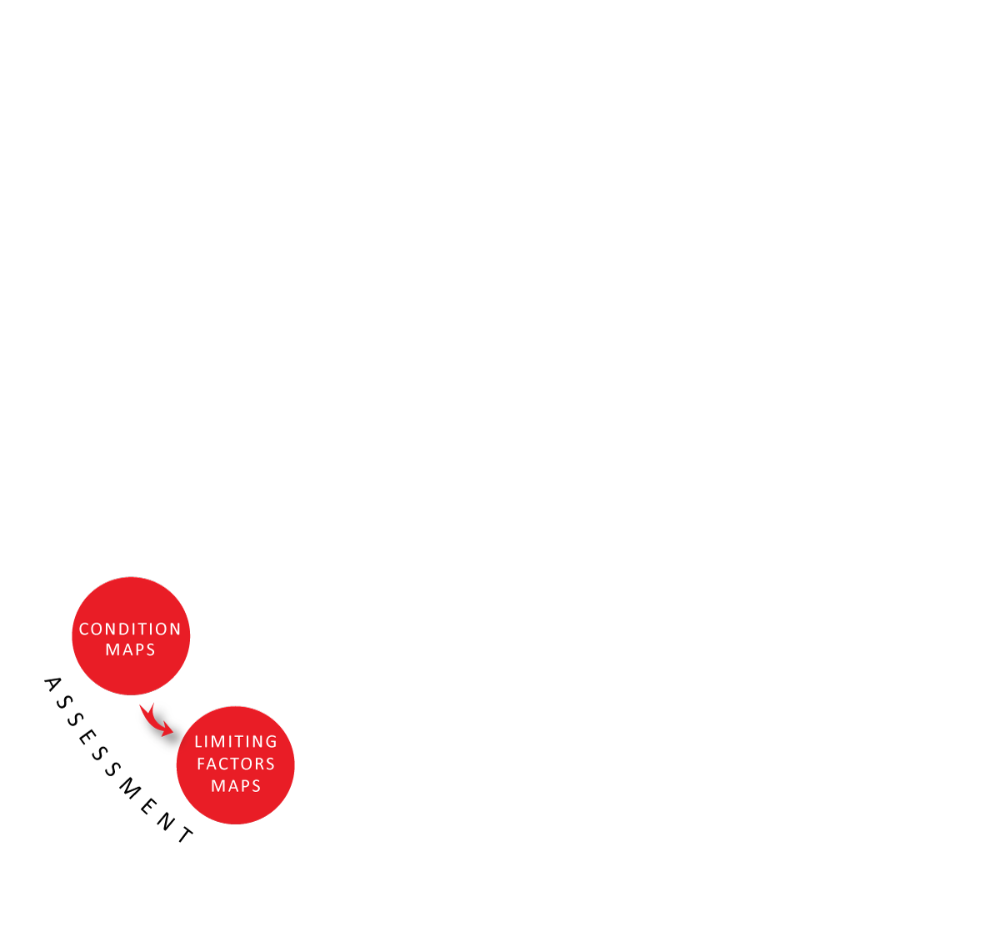 CONDITION
MAPS
ASSESSMENT
LIMITING
FACTORS
MAPS